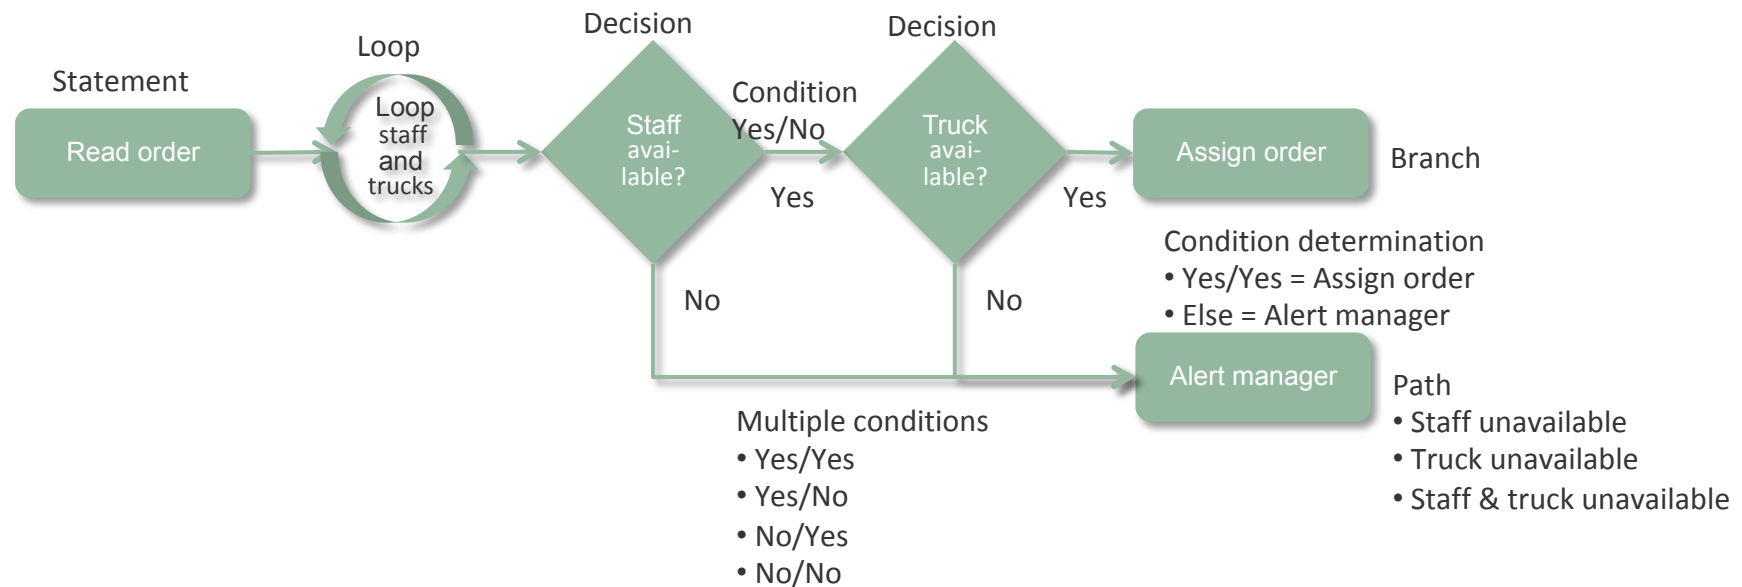 Statement
Read order
Loop
Loop
staff
and
trucks
Decision
Staff
avai-
lable?
Condition
Yes/No
Yes
No
Decision
Truck
avai-
lable?
Yes
No
Assign order
Branch
Condition determination
• Yes/Yes = Assign order
• Else = Alert manager
Alert manager
Path
• Staff unavailable
• Truck unavailable
• Staff & truck unavailable
Multiple conditions
• Yes/Yes
• Yes/No
• No/Yes
• No/No